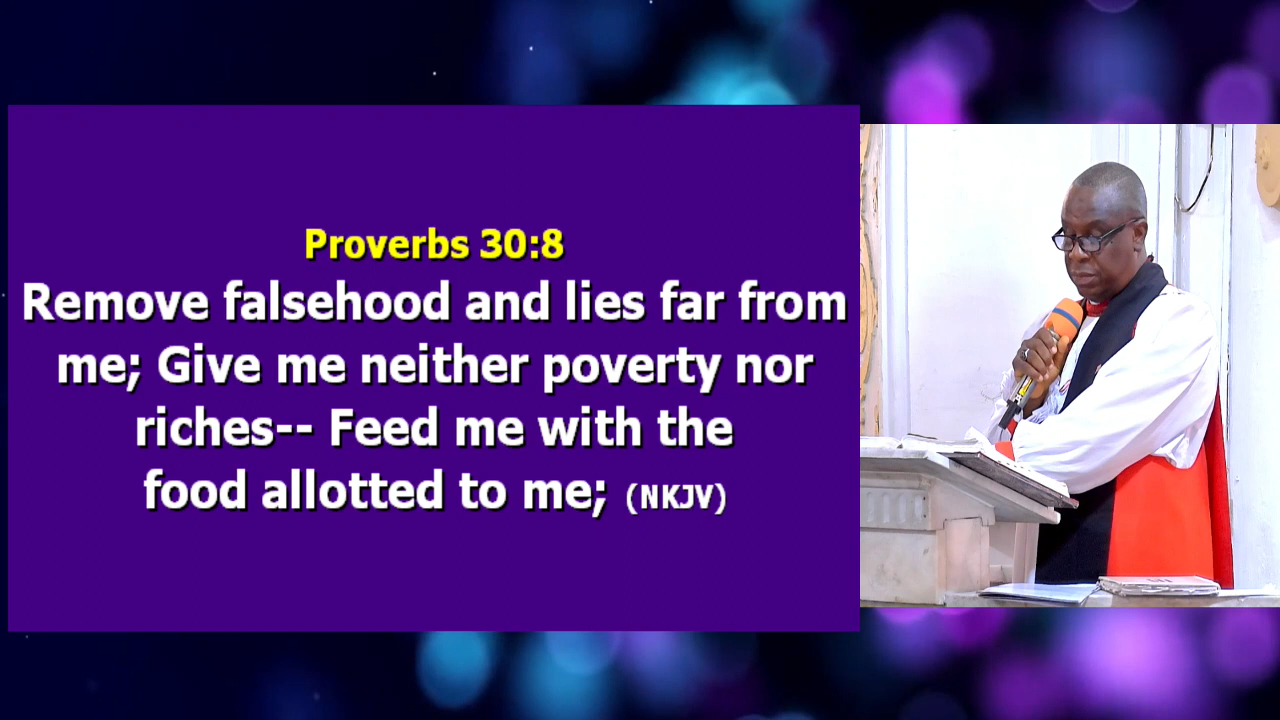 Proverbs 30:8
Remove falsehood and lies far from
me; Give me neither poverty nor
riches-- Feed me with the
food allotted to me; (NKJV)